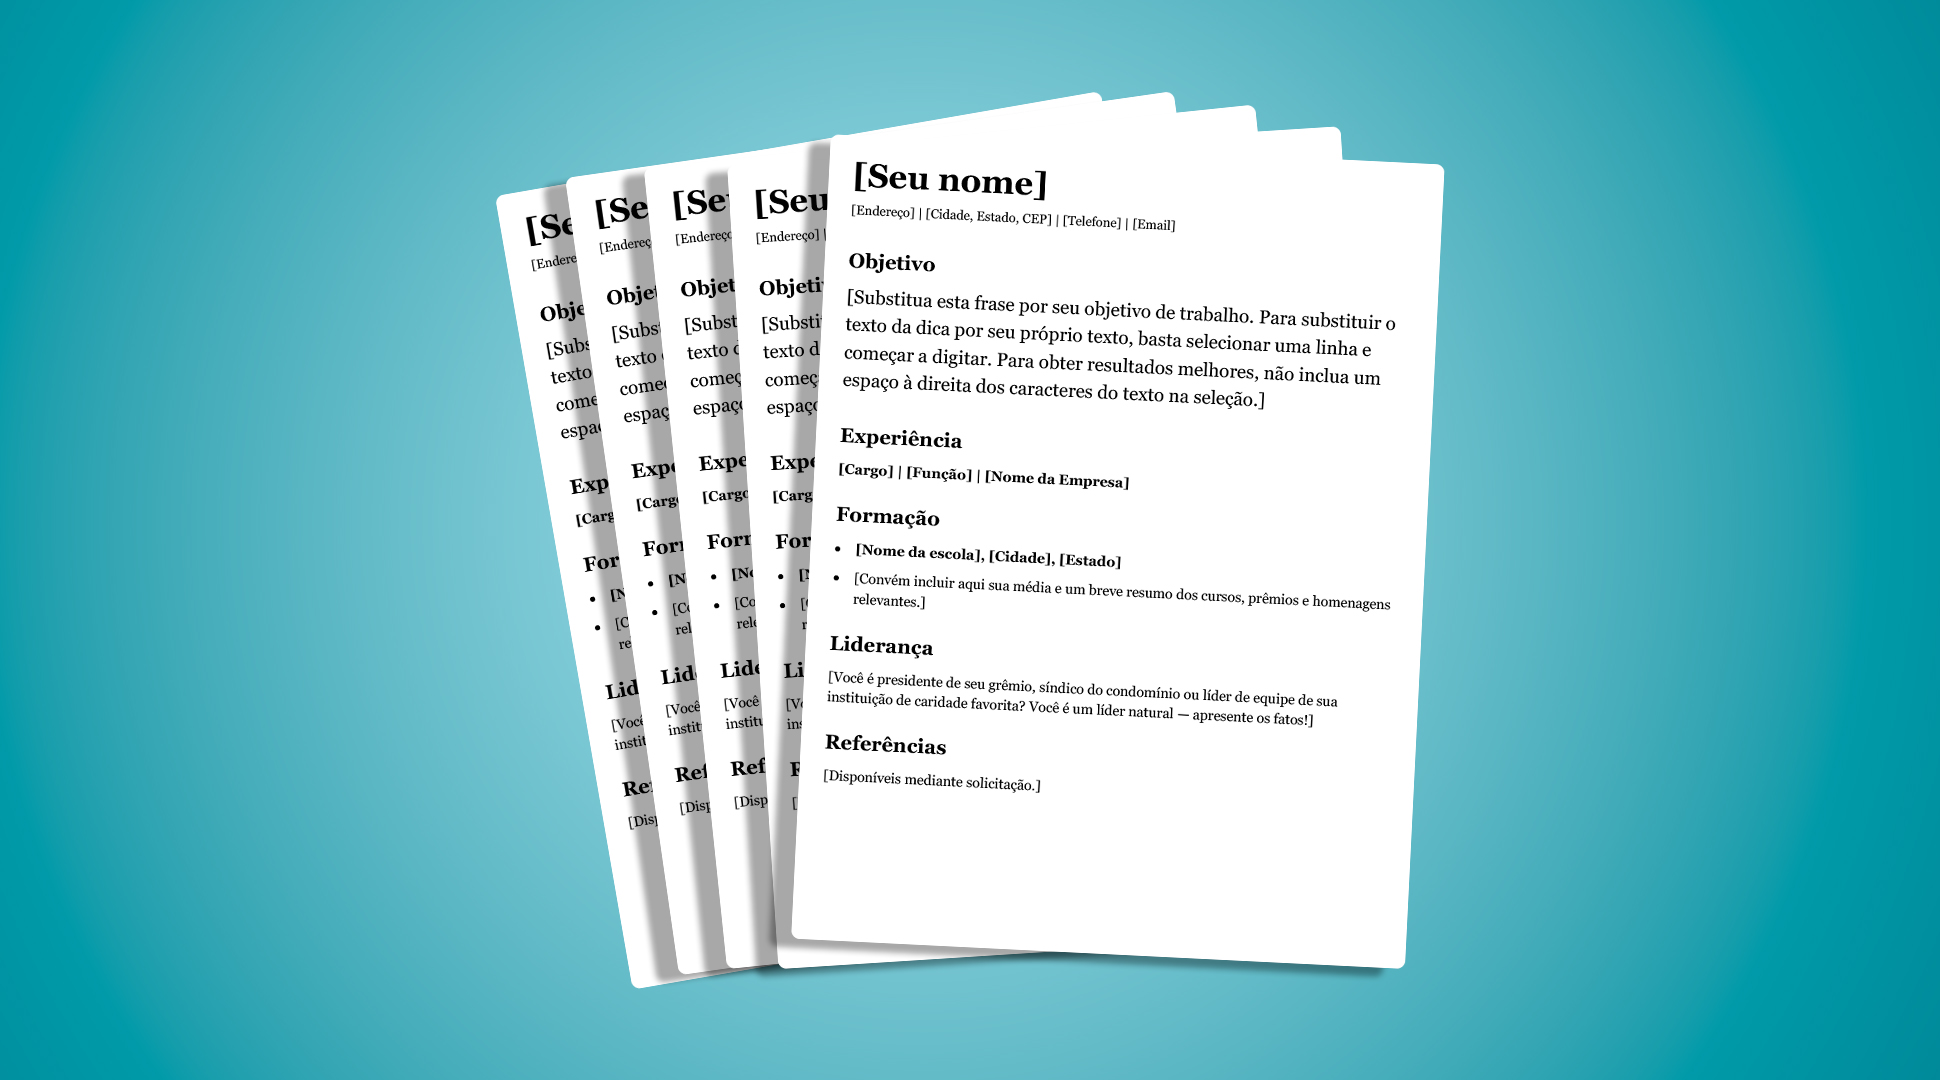 [Seu nome]
[Endereço] | [Cidade, Estado, CEP] | [Telefone] | [Email]
Objetivo
[Substitua esta frase por seu objetivo de trabalho. Para substituir o
texto da dica por seu próprio texto, basta selecionar uma linha e
começar a digitar. Para obter resultados melhores, não inclua um
espaço à direita dos caracteres do texto na seleção.]
Experiência
[Cargo] | [Função] | [Nome da Empresa]
Formação
• [Nome da escola], [Cidade], [Estado]
• [Convém incluir aqui sua média e um breve resumo dos cursos, prêmios e homenagens
relevantes.]
Liderança
[Você é presidente de seu grêmio, síndico do condomínio ou líder de equipe de sua
instituição de caridade favorita? Você é um líder natural — apresente os fatos!]
Referências
[Disponíveis mediante solicitação.]